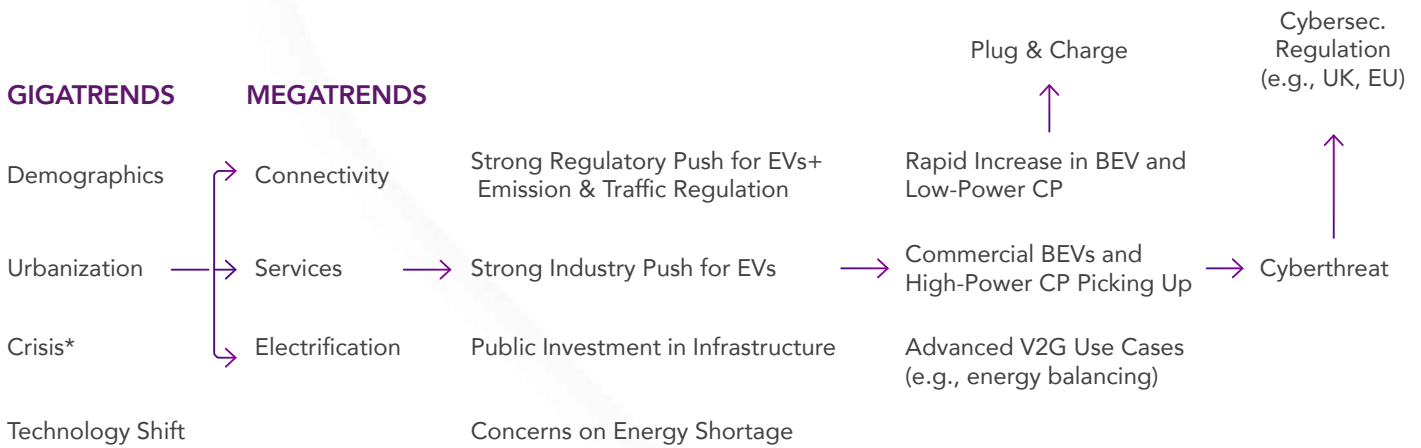 GIGATRENDS
Demographics
Urbanization
Crisis*
Technology Shift
MEGATRENDS
Connectivity
Services
Electrification
Strong Regulatory Push for EVs+
Emission & Traffic Regulation
Strong Industry Push for EVs
Public Investment in Infrastructure
Concerns on Energy Shortage
Plug & Charge
Rapid Increase in BEV and
Low-Power CP
Commercial BEVs and
High-Power CP Picking Up
Advanced V2G Use Cases
(e.g., energy balancing)
Cybersec.
Regulation
(e.g., UK, EU)
Cyberthreat